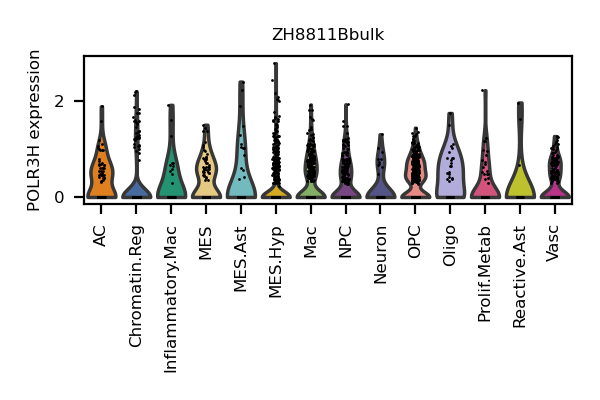 ZH8811Bbulk
POLR3H expression
2
0
AC
Chromatin.Reg
Inflammatory.Mac
MES
MES.Ast
MES.Hyp
Mac
NPC
Neuron
OPC
Oligo
Prolif.Metab
Reactive.Ast
Vasc